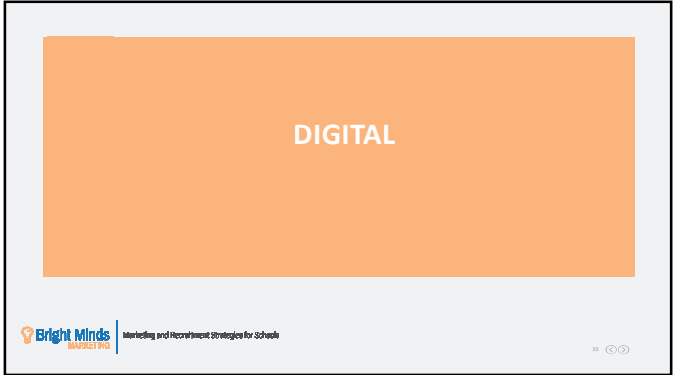 DIGITAL
Bright Minds
MARKETING
Marketing and Recruitment Strategies for Schools
35